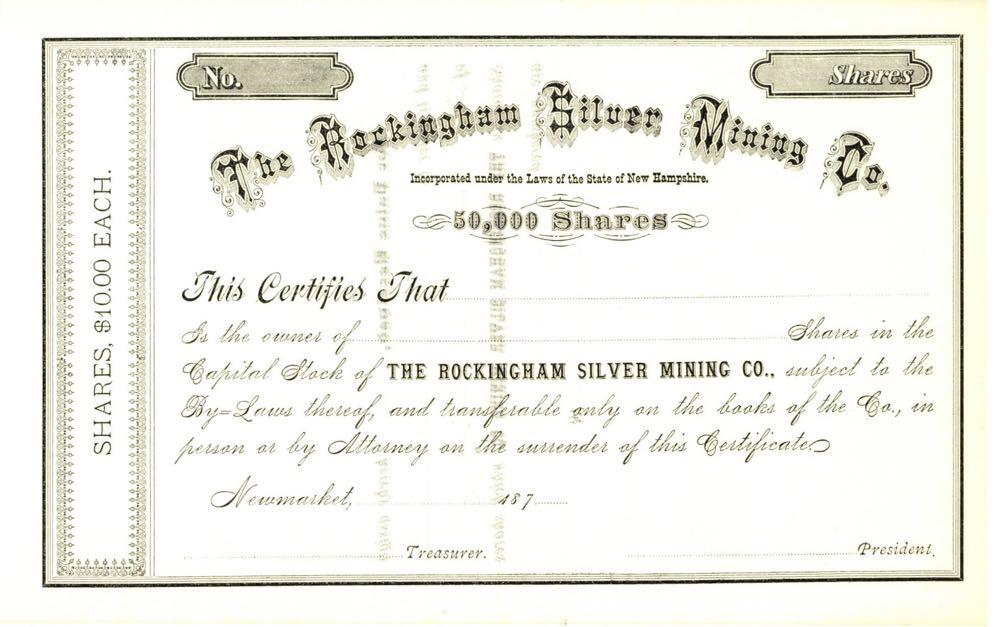 No.
Shares
The Rockingham Silver Mining Co.
Incorporated under the Laws of the State of New Hampshire.
50,000 Shares
SHARES, $10.00 EACH.
This Certifies That
Is the owner of Shares in the
Capital Stock of THE ROCKINGHAM SILVER MINING CO., subject to the
By=Laws thereof, and transferable only on the books of the Co., in
person or by Attorney on the surrender of this Certificate.
Newmarket, 187
Treasurer. President.